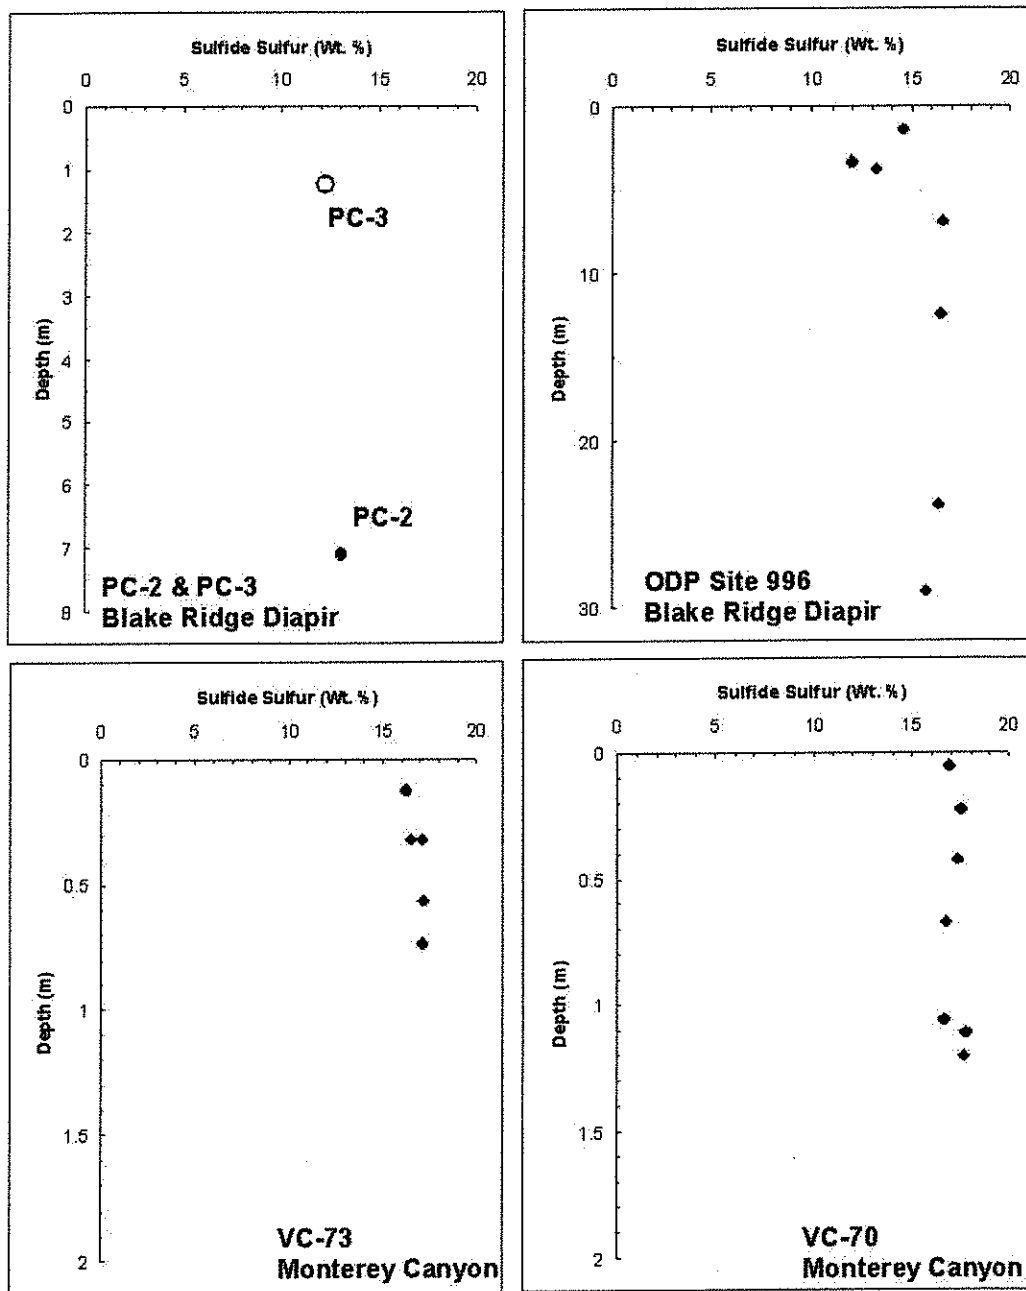 Sulfide Sulfur (Wt. %)
0 5 10 15 20
0
1
2
3
4
5
6
7
8
Depth (m)
PC-3
PC-2
PC-2 & PC-3
Blake Ridge Diapir
Sulfide Sulfur (Wt. %)
0 5 10 15 20
0
10
20
30
Depth (m)
ODP Site 996
Blake Ridge Diapir
Sulfide Sulfur (Wt. %)
0 5 10 15 20
0
0.5
1
1.5
2
Depth (m)
VC-73
Monterey Canyon
Sulfide Sulfur (Wt. %)
0 5 10 15 20
0
0.5
1
1.5
2
Depth (m)
VC-70
Monterey Canyon